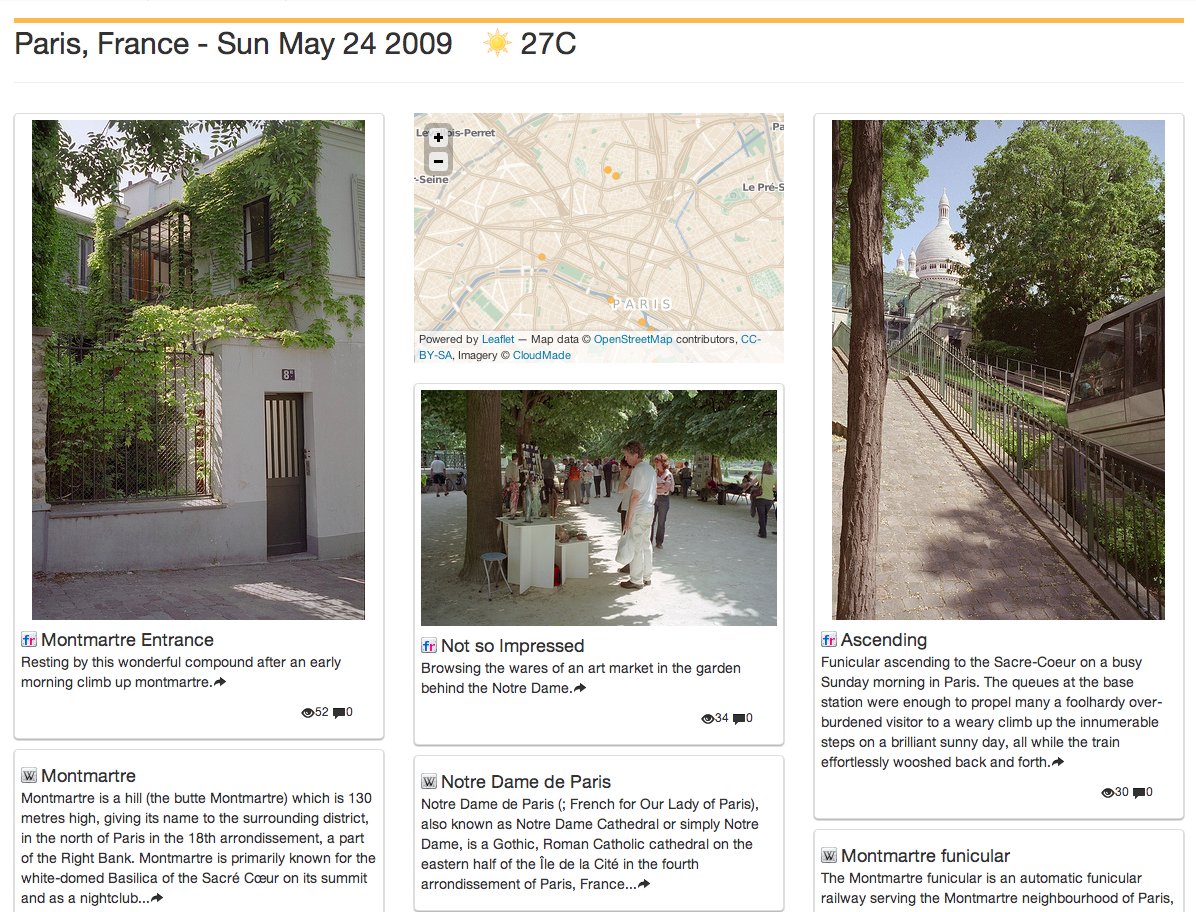 Paris, France - Sun May 24 2009 27C
8
fr Montmartre Entrance
Resting by this wonderful compound after an early
morning climb up montmartre.
52 0
W Montmartre
Montmartre is a hill (the butte Montmartre) which is 130
metres high, giving its name to the surrounding district,
in the north of Paris in the 18th arrondissement, a part
of the Right Bank. Montmartre is primarily known for the
white-domed Basilica of the Sacré Cœur on its summit
and as a nightclub...
+
−
-Seine
Le Pré-S
PARIS
Powered by Leaflet — Map data © OpenStreetMap contributors, CC-
BY-SA, Imagery © CloudMade
fr Not so Impressed
Browsing the wares of an art market in the garden
behind the Notre Dame.
34 0
W Notre Dame de Paris
Notre Dame de Paris (; French for Our Lady of Paris),
also known as Notre Dame Cathedral or simply Notre
Dame, is a Gothic, Roman Catholic cathedral on the
eastern half of the Île de la Cité in the fourth
arrondissement of Paris, France...
fr Ascending
Funicular ascending to the Sacre-Coeur on a busy
Sunday morning in Paris. The queues at the base
station were enough to propel many a foolhardy over-
burdened visitor to a weary climb up the innumerable
steps on a brilliant sunny day, all while the train
effortlessly wooshed back and forth.
30 0
W Montmartre funicular
The Montmartre funicular is an automatic funicular
railway serving the Montmartre neighbourhood of Paris,